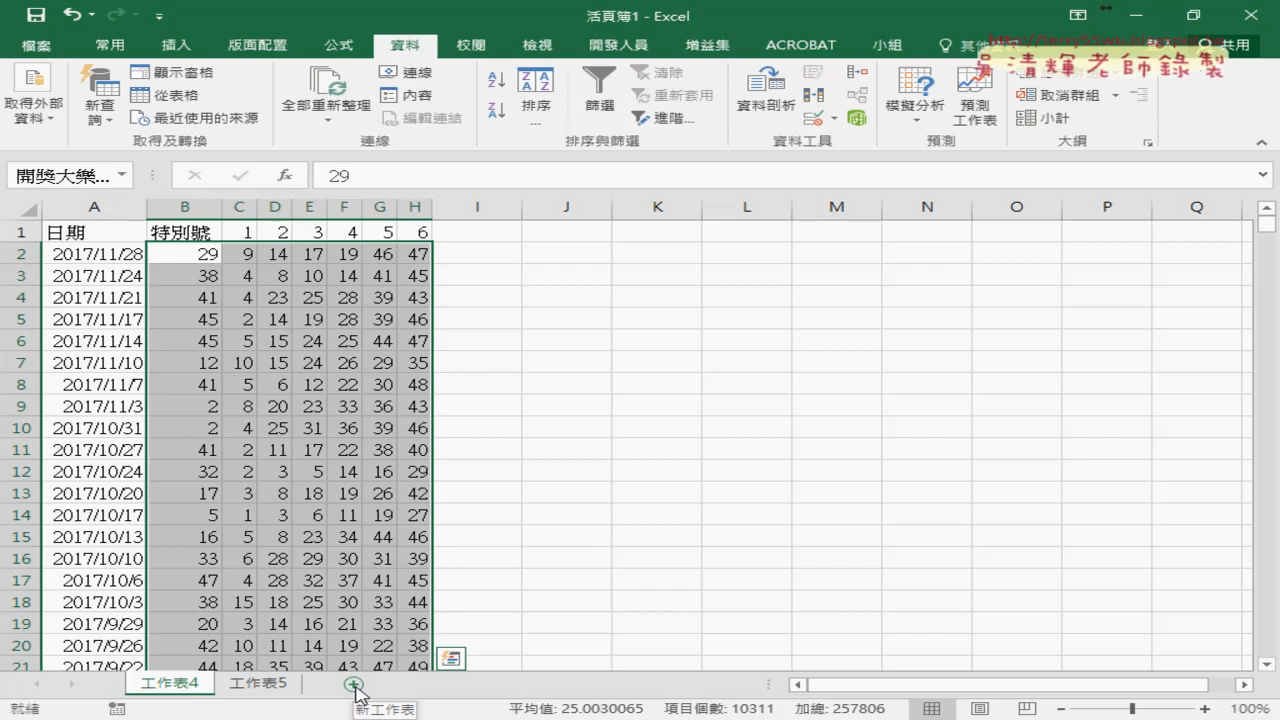 活頁簿1 - Excel
檔案 常用 插入 版面配置 公式 資料 校閱 檢視 開發人員 增益集 ACROBAT 小組 其他 共用
吳清輝老師錄製
取得外部資料 新查詢 顯示窗格 從表格 最近使用的來源 全部重新整理 連線 內容 編輯連結 排序... 篩選 清除 重新套用 進階... 資料剖析 模擬分析 預測工作表 取消群組 小計
取得及轉換 連線 排序與篩選 資料工具 預測 大綱
開獎大樂... fx 29
A B C D E F G H I J K L M N O P Q
1 日期 特別號 1 2 3 4 5 6
2 2017/11/28 29 9 14 17 19 46 47
3 2017/11/24 38 4 8 10 14 41 45
4 2017/11/21 41 4 23 25 28 39 43
5 2017/11/17 45 2 14 19 28 39 46
6 2017/11/14 45 5 15 24 25 44 47
7 2017/11/10 12 10 15 24 26 29 35
8 2017/11/7 41 5 6 12 22 30 48
9 2017/11/3 2 8 20 23 33 36 43
10 2017/10/31 2 4 25 31 36 39 46
11 2017/10/27 41 2 11 17 22 38 40
12 2017/10/24 32 2 3 5 14 16 29
13 2017/10/20 17 3 8 18 19 26 42
14 2017/10/17 5 1 3 6 11 19 27
15 2017/10/13 16 5 8 23 34 44 46
16 2017/10/10 33 6 28 29 30 31 39
17 2017/10/6 47 4 28 32 37 41 45
18 2017/10/3 38 15 18 25 30 33 44
19 2017/9/29 20 3 14 16 21 33 36
20 2017/9/26 42 10 11 14 19 22 38
21 2017/9/22 44 18 35 39 43 47 49
工作表4 工作表5
新工作表
就緒 平均值: 25.0030065 項目個數: 10311 加總: 257806 100%